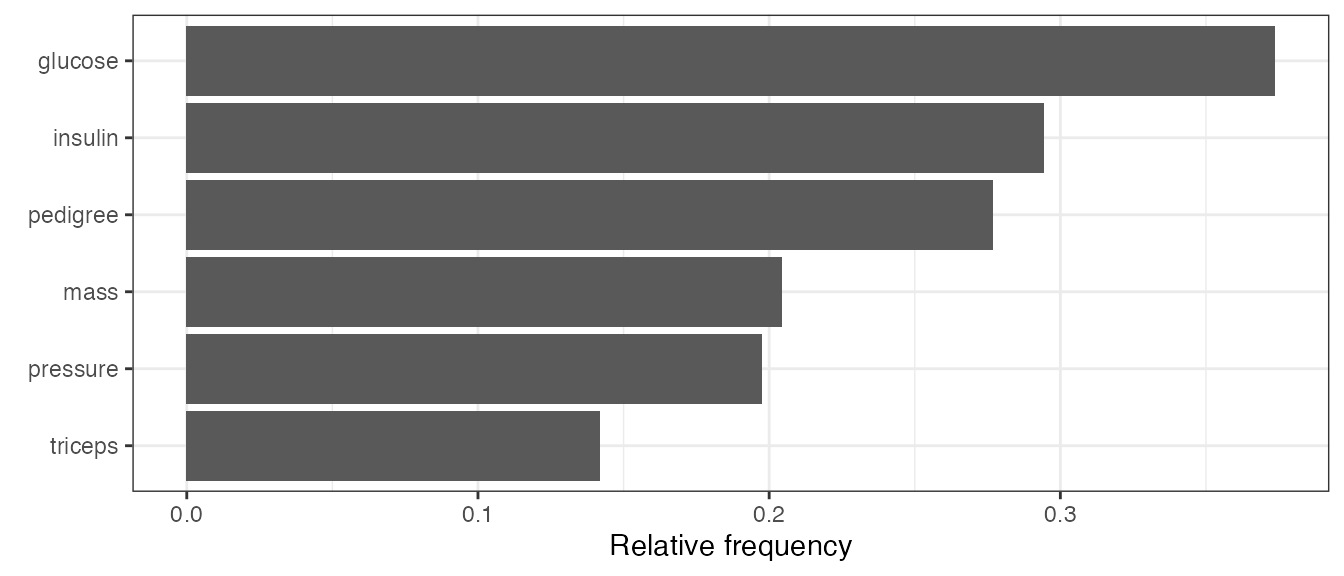 glucose
insulin
pedigree
mass
pressure
triceps
0.0 0.1 0.2 0.3
Relative frequency